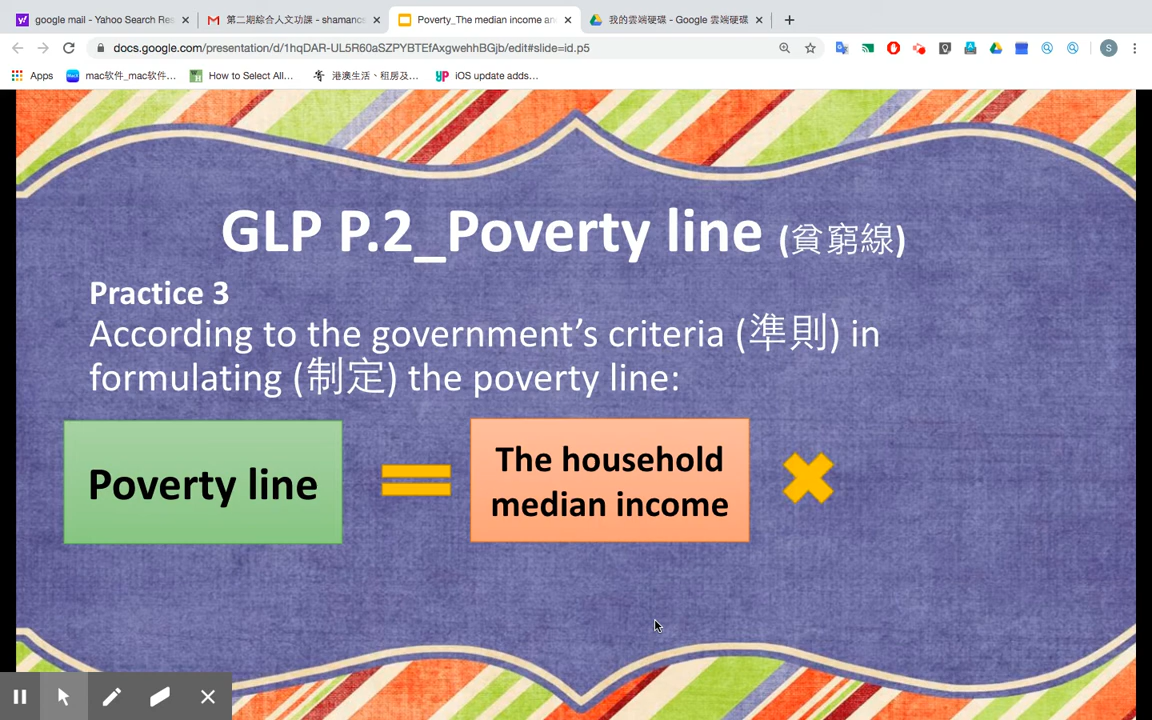 google mail - Yahoo Search Res
第二期綜合人文功課 - shamanc
Poverty_The median income an
我的雲端硬碟 - Google 雲端硬碟
docs.google.com/presentation/d/1hqDAR-UL5R60aSZPYBTEfAxgwehhBGjb/edit#slide=id.p5
S
Apps
mac软件_mac软件...
How to Select All...
港澳生活、租房及...
iOS update adds...
GLP P.2_Poverty line (貧窮線)
Practice 3
According to the government’s criteria (準則) in
formulating (制定) the poverty line:
Poverty line
The household
median income